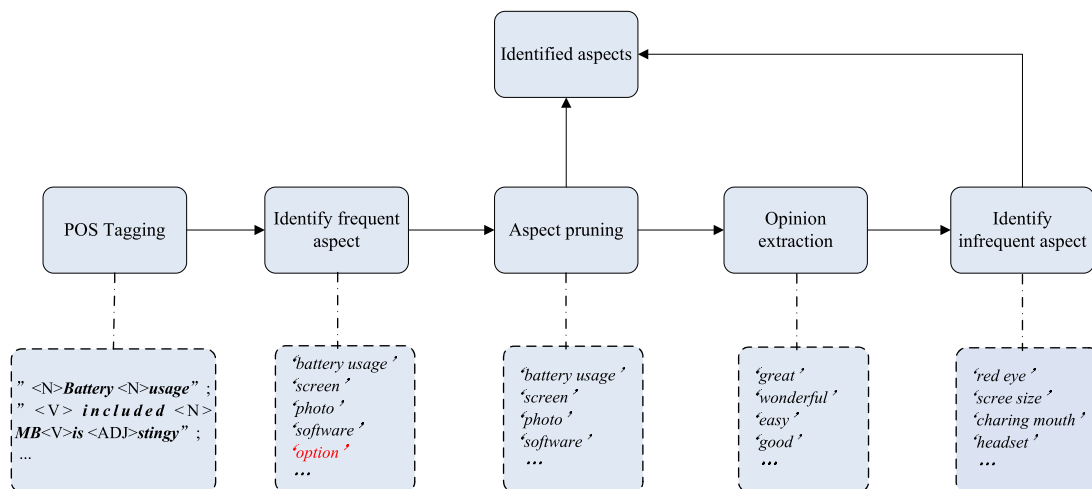 Identified aspects
POS Tagging
Identify frequent
aspect
Aspect pruning
Opinion
extraction
Identify
infrequent aspect
” <N>Battery <N>usage” ;
” <V> included <N>
MB<V>is <ADJ>stingy” ;
...
‘battery usage’
‘screen’
‘photo’
‘software’
‘option’
...
‘battery usage’
‘screen’
‘photo’
‘software’
...
‘great’
‘wonderful’
‘easy’
‘good’
...
‘red eye’
‘scree size’
‘charing mouth’
‘headset’
...